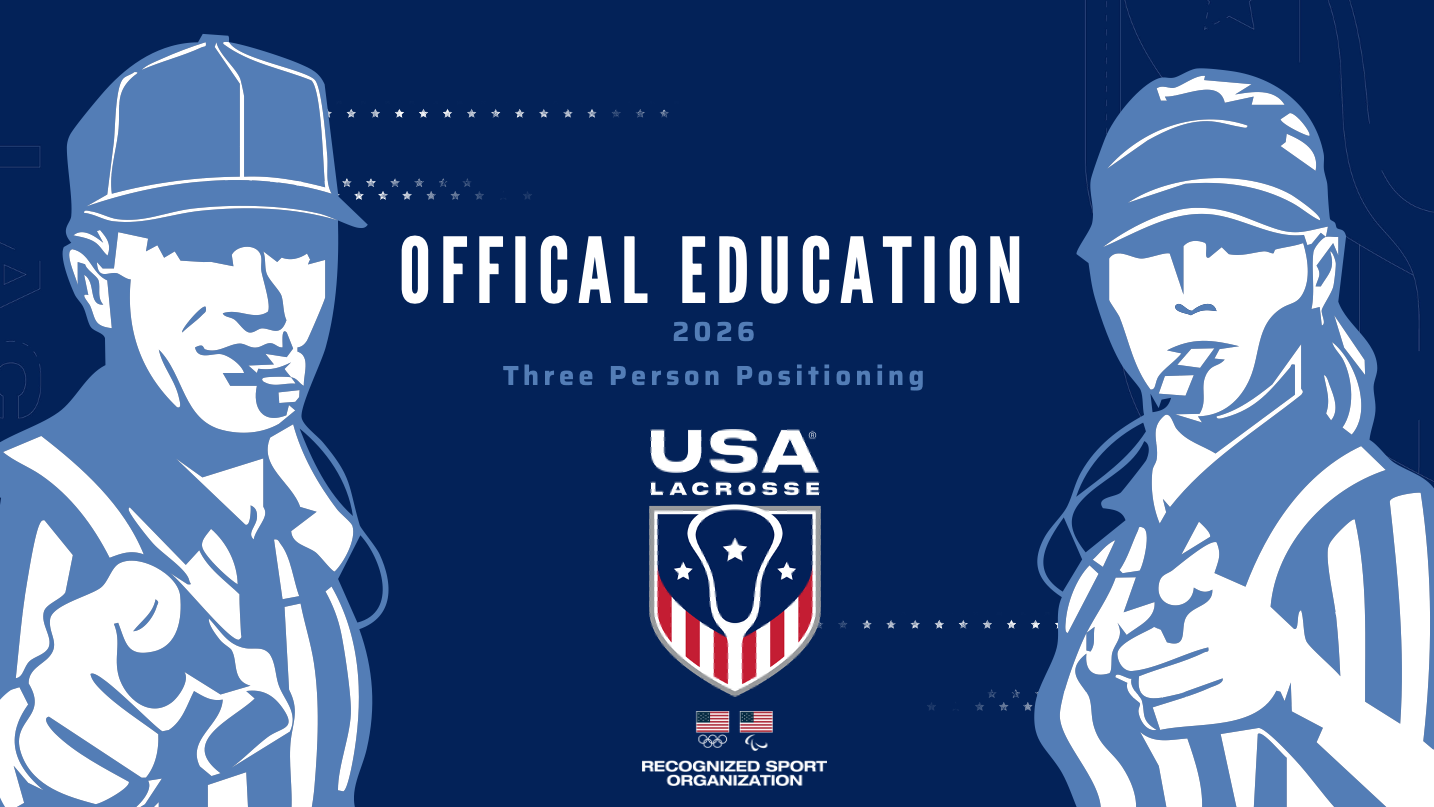 OFFICAL EDUCATION
2026
Three Person Positioning
USA®
LACROSSE
RECOGNIZED SPORT
ORGANIZATION